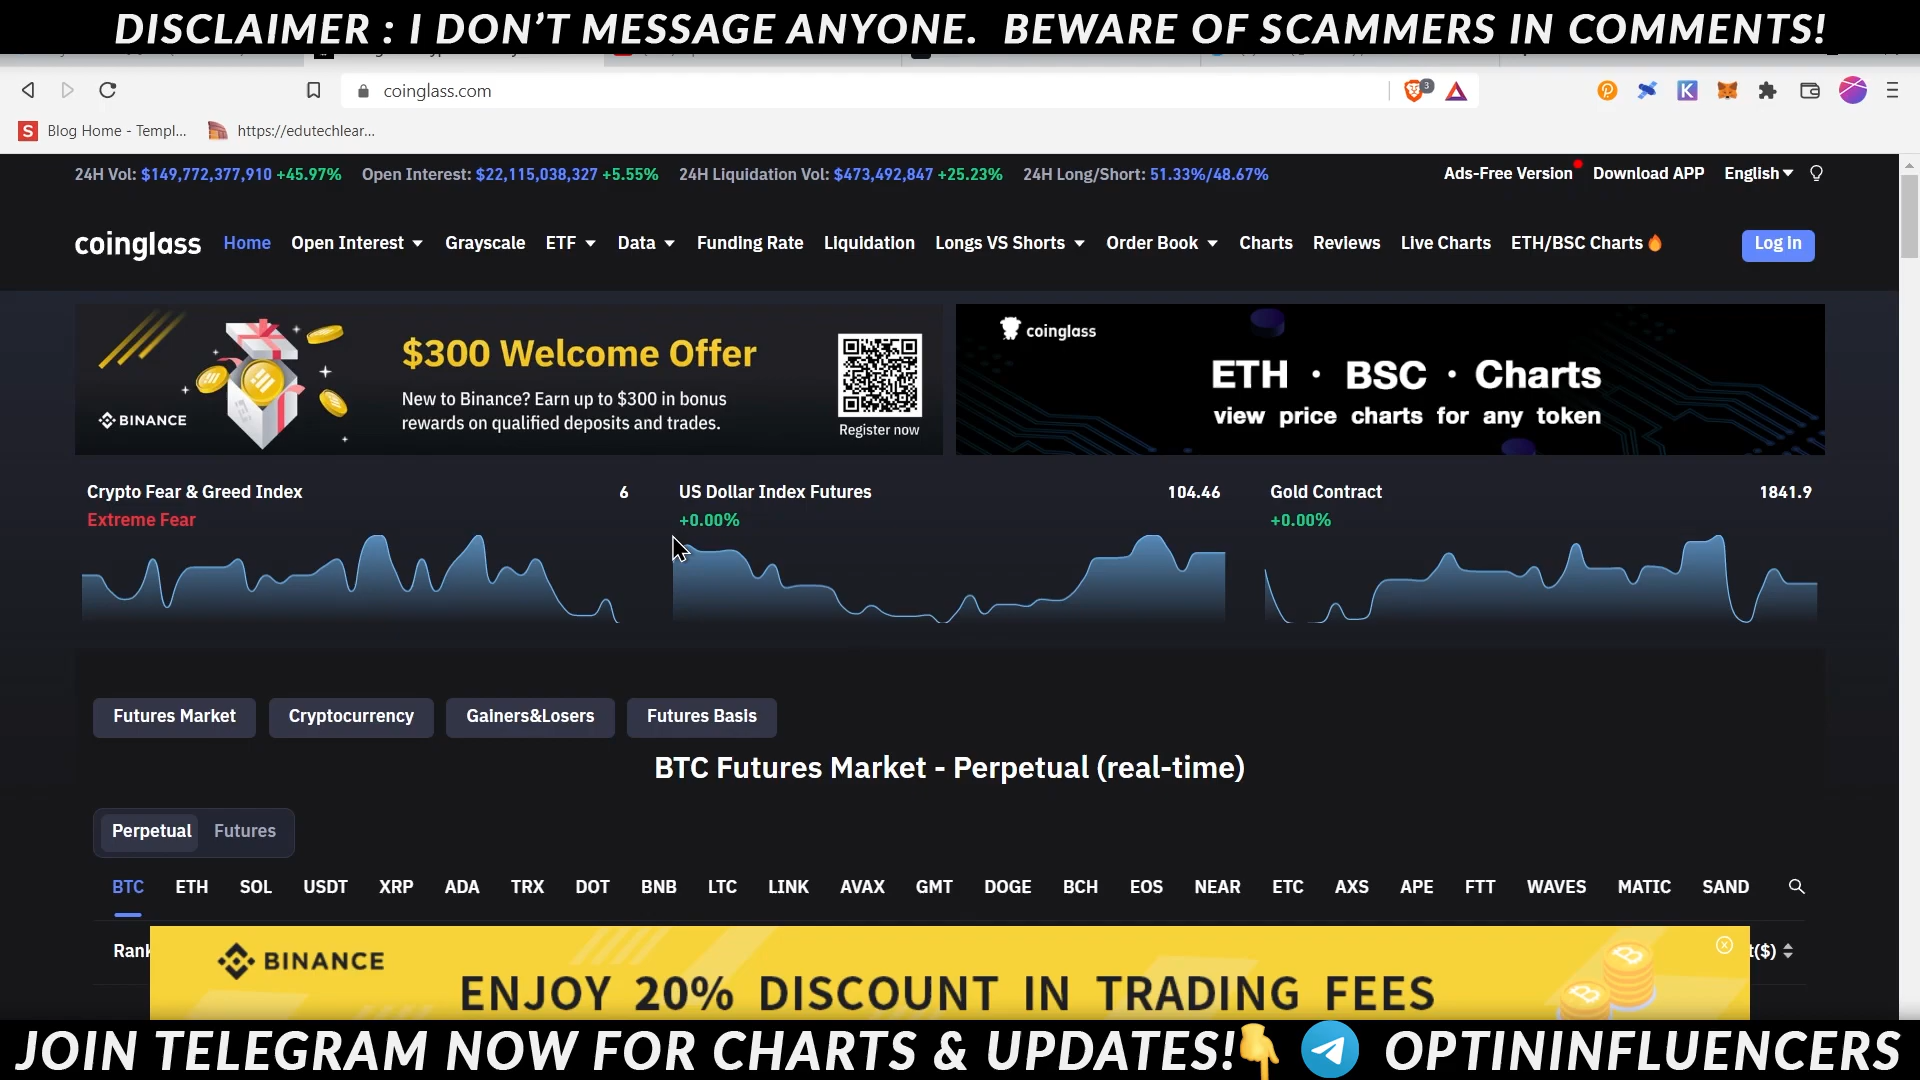 DISCLAIMER : I DON'T MESSAGE ANYONE. BEWARE OF SCAMMERS IN COMMENTS!
coinglass.com
3
K
S Blog Home - Templ...
https://edutechlear...
24H Vol: $149,772,377,910 +45.97% Open Interest: $22,115,038,327 +5.55% 24H Liquidation Vol: $473,492,847 +25.23% 24H Long/Short: 51.33%/48.67%
Ads-Free Version Download APP English
coinglass Home Open Interest Grayscale ETF Data Funding Rate Liquidation Longs VS Shorts Order Book Charts Reviews Live Charts ETH/BSC Charts Log In
$300 Welcome Offer
New to Binance? Earn up to $300 in bonus
rewards on qualified deposits and trades.
BINANCE
Register now
coinglass
ETH · BSC · Charts
view price charts for any token
Crypto Fear & Greed Index 6
Extreme Fear
US Dollar Index Futures 104.46
+0.00%
Gold Contract 1841.9
+0.00%
Futures Market Cryptocurrency Gainers&Losers Futures Basis
BTC Futures Market - Perpetual (real-time)
Perpetual Futures
BTC ETH SOL USDT XRP ADA TRX DOT BNB LTC LINK AVAX GMT DOGE BCH EOS NEAR ETC AXS APE FTT WAVES MATIC SAND
Rank
t($)
BINANCE
ENJOY 20% DISCOUNT IN TRADING FEES
JOIN TELEGRAM NOW FOR CHARTS & UPDATES!👇 OPTININFLUENCERS